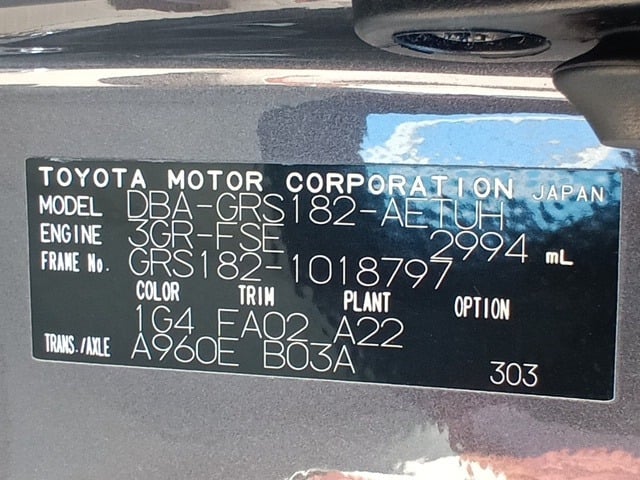 TOYOTA MOTOR CORPORATION JAPAN
MODEL DBA-GRS182-AETUH
ENGINE 3GR-FSE 2994 mL
FRAME No. GRS182-1018797
COLOR TRIM PLANT OPTION
1G4 FA02 A22
TRANS./AXLE A960E B03A
303